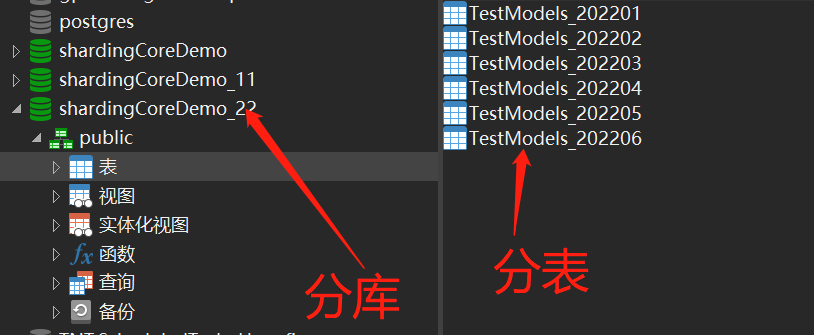 postgres
shardingCoreDemo
shardingCoreDemo_11
shardingCoreDemo_22
public
表
视图
实体化视图
fx 函数
查询
备份
TestModels_202201
TestModels_202202
TestModels_202203
TestModels_202204
TestModels_202205
TestModels_202206
分库
分表